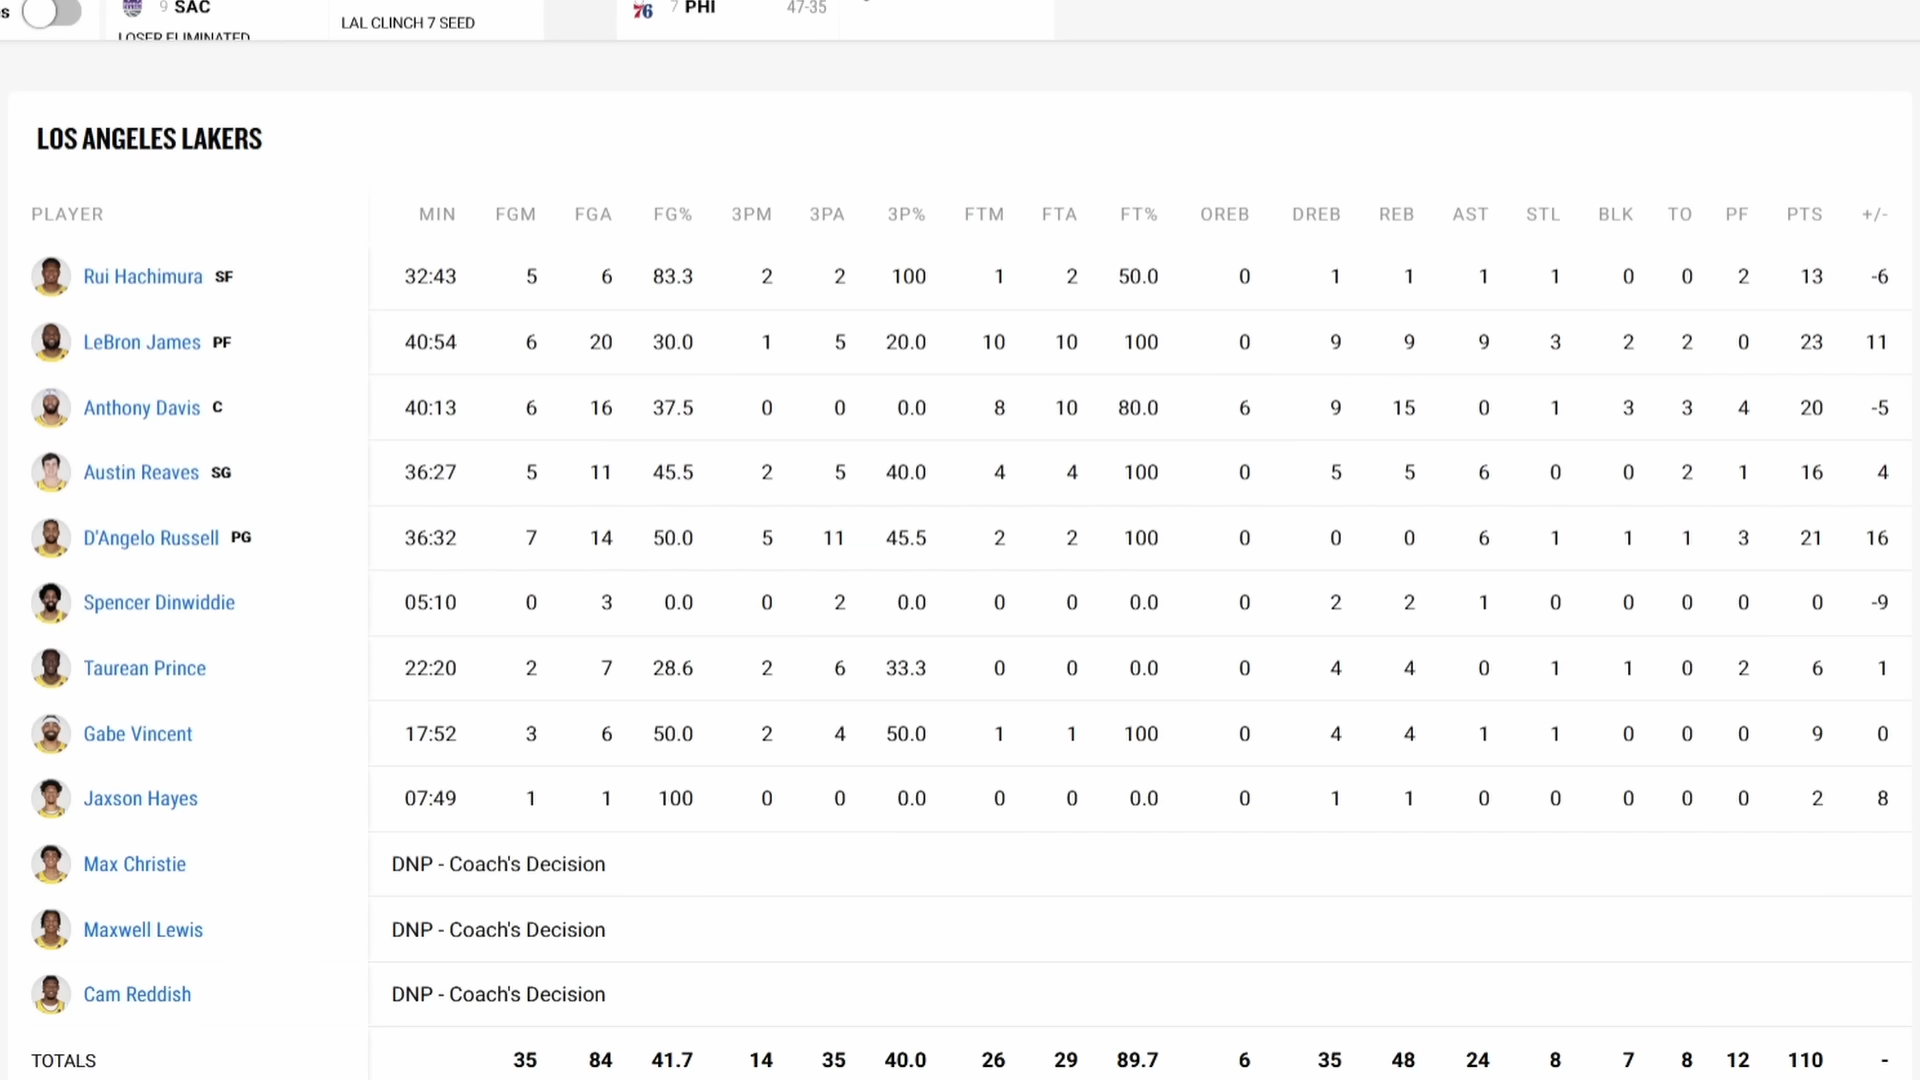 s 9 SAC 7 PHI 47-35
LAL CLINCH 7 SEED
LOSER ELIMINATED
LOS ANGELES LAKERS
PLAYER MIN FGM FGA FG% 3PM 3PA 3P% FTM FTA FT% OREB DREB REB AST STL BLK TO PF PTS +/-
Rui Hachimura SF 32:43 5 6 83.3 2 2 100 1 2 50.0 0 1 1 1 1 0 0 2 13 -6
LeBron James PF 40:54 6 20 30.0 1 5 20.0 10 10 100 0 9 9 9 3 2 2 0 23 11
Anthony Davis C 40:13 6 16 37.5 0 0 0.0 8 10 80.0 6 9 15 0 1 3 3 4 20 -5
Austin Reaves SG 36:27 5 11 45.5 2 5 40.0 4 4 100 0 5 5 6 0 0 2 1 16 4
D'Angelo Russell PG 36:32 7 14 50.0 5 11 45.5 2 2 100 0 0 0 6 1 1 1 3 21 16
Spencer Dinwiddie 05:10 0 3 0.0 0 2 0.0 0 0 0.0 0 2 2 1 0 0 0 0 0 -9
Taurean Prince 22:20 2 7 28.6 2 6 33.3 0 0 0.0 0 4 4 0 1 1 0 2 6 1
Gabe Vincent 17:52 3 6 50.0 2 4 50.0 1 1 100 0 4 4 1 1 0 0 0 9 0
Jaxson Hayes 07:49 1 1 100 0 0 0.0 0 0 0.0 0 1 1 0 0 0 0 0 2 8
Max Christie DNP - Coach's Decision
Maxwell Lewis DNP - Coach's Decision
Cam Reddish DNP - Coach's Decision
TOTALS 35 84 41.7 14 35 40.0 26 29 89.7 6 35 48 24 8 7 8 12 110 -